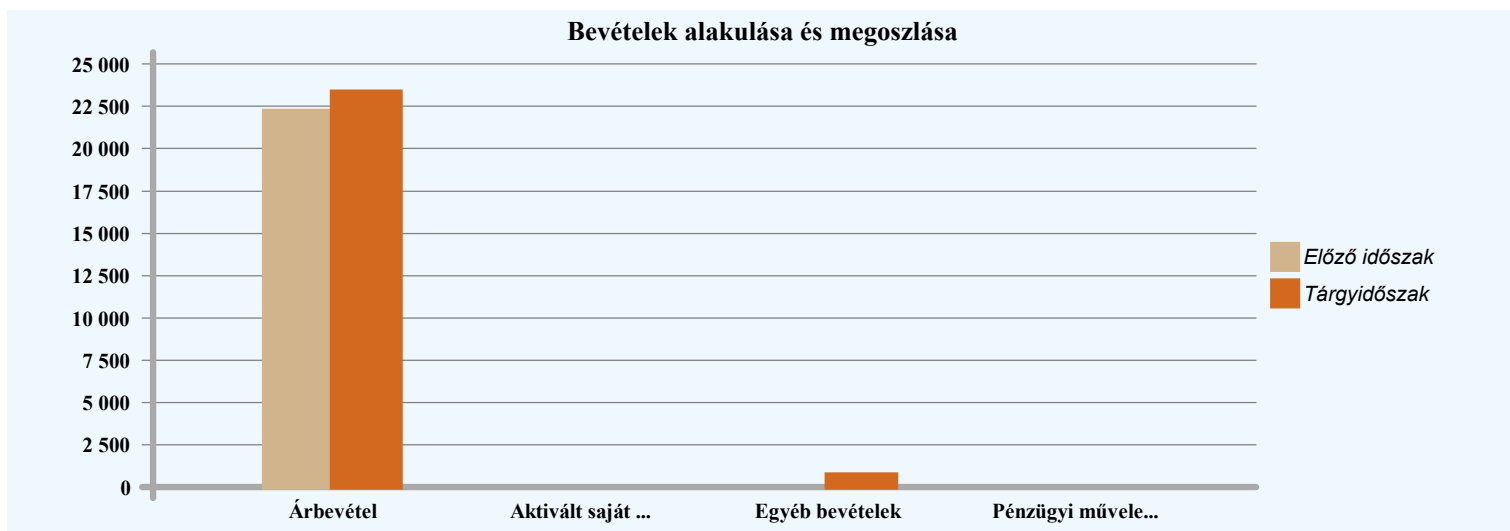 Bevételek alakulása és megoszlása
25 000
22 500
20 000
17 500
15 000
12 500
10 000
7 500
5 000
2 500
0
Árbevétel
Aktivált saját ...
Egyéb bevételek
Pénzügyi művele...
Előző időszak
Tárgyidőszak